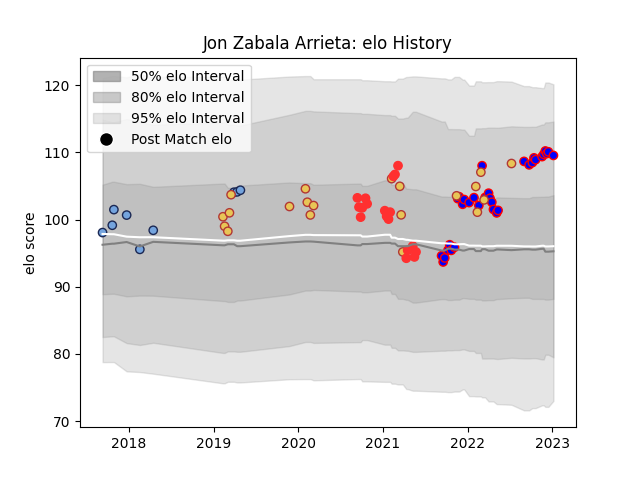 Jon Zabala Arrieta: elo History
50% elo Interval
80% elo Interval
95% elo Interval
Post Match elo
elo score
120
110
100
90
80
70
2018
2019
2020
2021
2022
2023